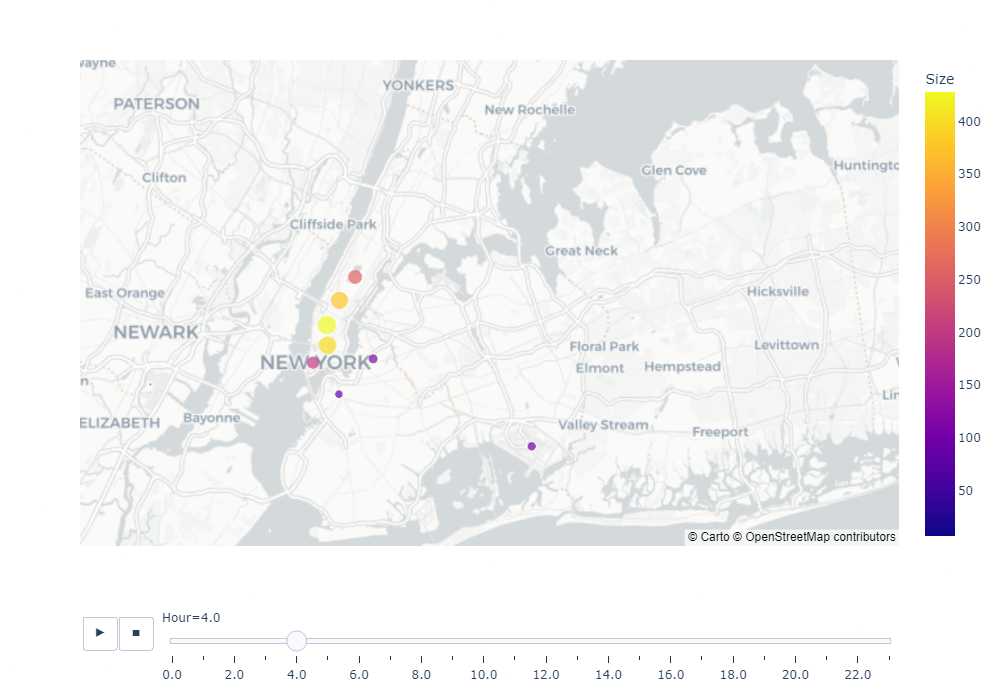 wayne
YONKERS
PATERSON
New Rochelle
Size
400
Glen Cove
Huntingto
Clifton
350
Cliffside Park
300
Great Neck
250
East Orange
Hicksville
NEWARK
200
Floral Park
Levittown
NEW YORK
Elmont
Hempstead
150
n
Lin
ELIZABETH
Bayonne
Valley Stream
Freeport
100
50
© Carto © OpenStreetMap contributors
Hour=4.0
0.0 2.0 4.0 6.0 8.0 10.0 12.0 14.0 16.0 18.0 20.0 22.0